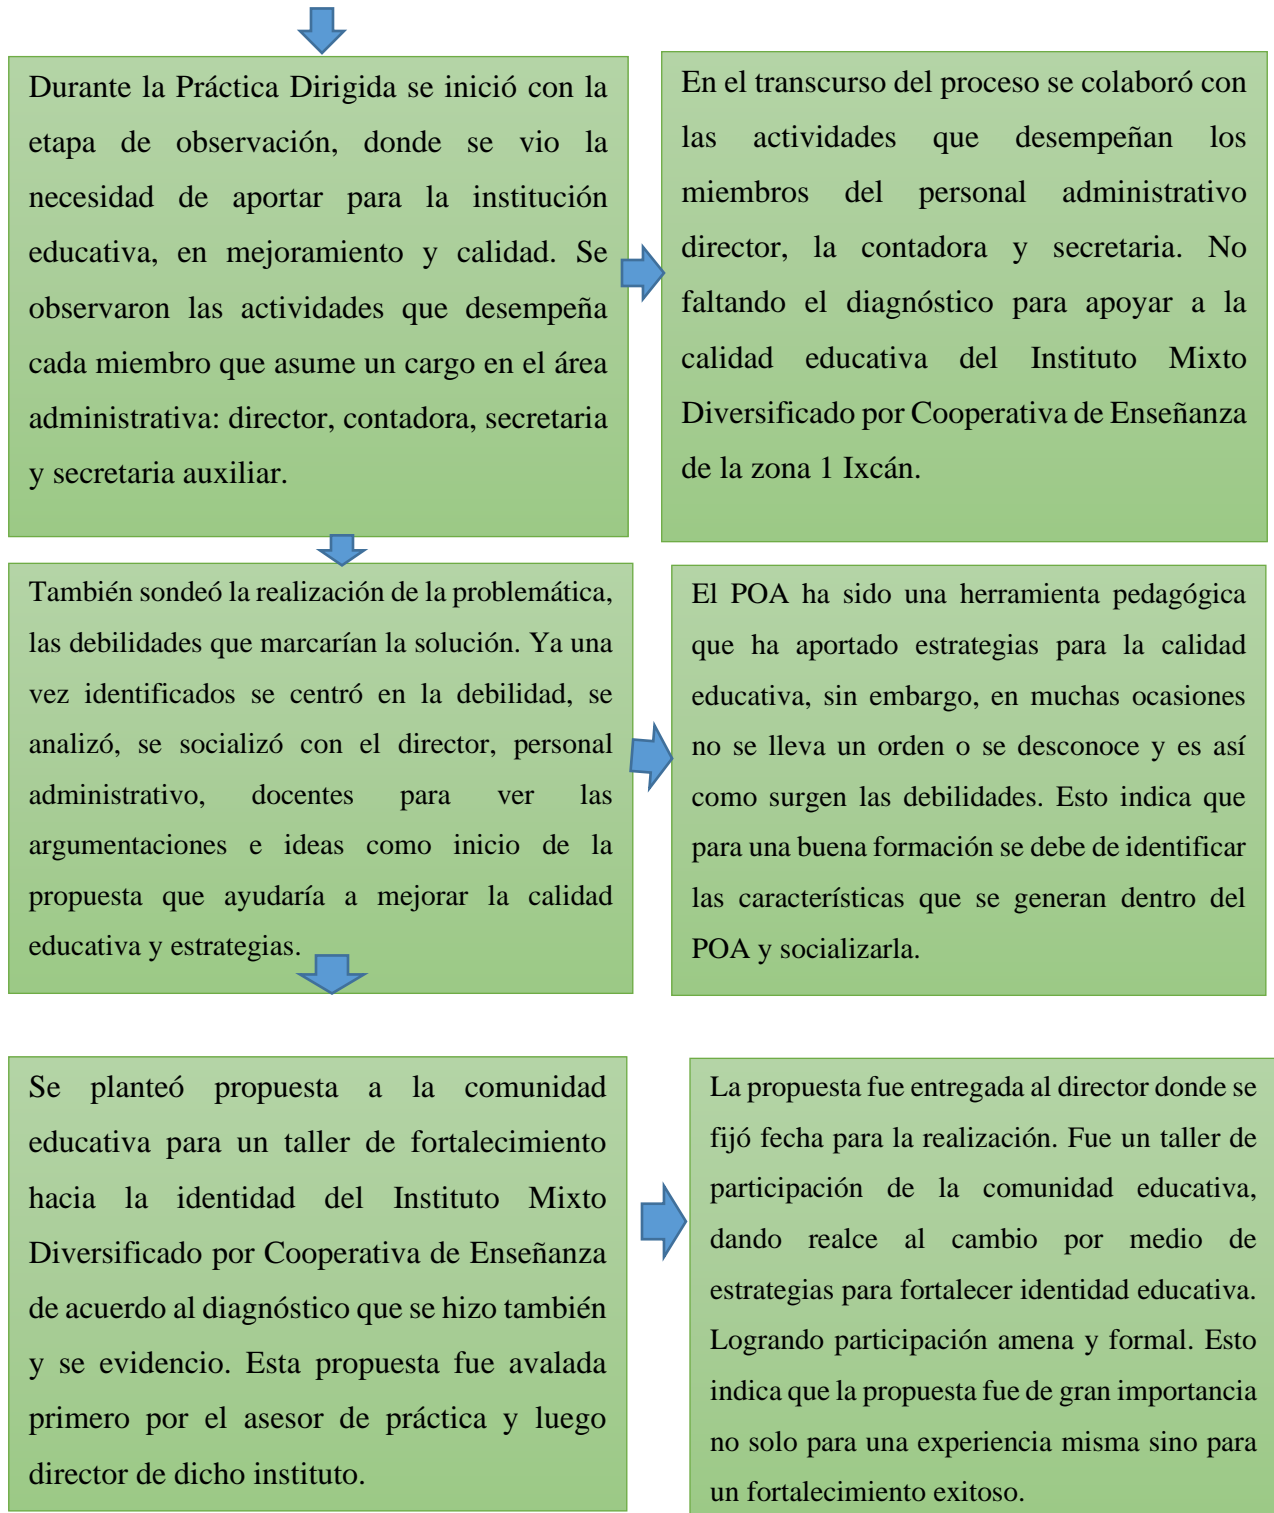 Durante la Práctica Dirigida se inició con la
etapa de observación, donde se vio la
necesidad de aportar para la institución
educativa, en mejoramiento y calidad. Se
observaron las actividades que desempeña
cada miembro que asume un cargo en el área
administrativa: director, contadora, secretaria
y secretaria auxiliar.
En el transcurso del proceso se colaboró con
las actividades que desempeñan los
miembros del personal administrativo
director, la contadora y secretaria. No
faltando el diagnóstico para apoyar a la
calidad educativa del Instituto Mixto
Diversificado por Cooperativa de Enseñanza
de la zona 1 Ixcán.
También sondeó la realización de la problemática,
las debilidades que marcarían la solución. Ya una
vez identificados se centró en la debilidad, se
analizó, se socializó con el director, personal
administrativo, docentes para ver las
argumentaciones e ideas como inicio de la
propuesta que ayudaría a mejorar la calidad
educativa y estrategias.
El POA ha sido una herramienta pedagógica
que ha aportado estrategias para la calidad
educativa, sin embargo, en muchas ocasiones
no se lleva un orden o se desconoce y es así
como surgen las debilidades. Esto indica que
para una buena formación se debe de identificar
las características que se generan dentro del
POA y socializarla.
Se planteó propuesta a la comunidad
educativa para un taller de fortalecimiento
hacia la identidad del Instituto Mixto
Diversificado por Cooperativa de Enseñanza
de acuerdo al diagnóstico que se hizo también
y se evidencio. Esta propuesta fue avalada
primero por el asesor de práctica y luego
director de dicho instituto.
La propuesta fue entregada al director donde se
fijó fecha para la realización. Fue un taller de
participación de la comunidad educativa,
dando realce al cambio por medio de
estrategias para fortalecer identidad educativa.
Logrando participación amena y formal. Esto
indica que la propuesta fue de gran importancia
no solo para una experiencia misma sino para
un fortalecimiento exitoso.